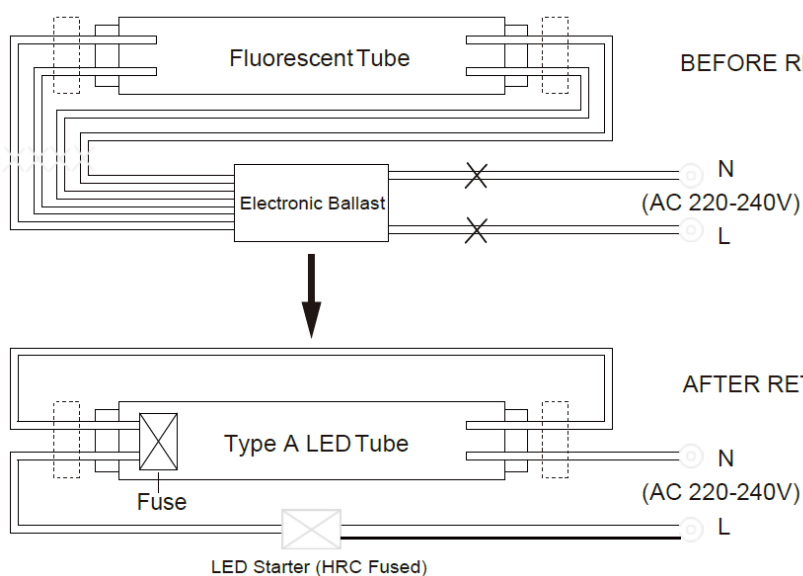 Fluorescent Tube
BEFORE RE
Electronic Ballast
N
(AC 220-240V)
L
AFTER RET
Type A LED Tube
Fuse
N
(AC 220-240V)
L
LED Starter (HRC Fused)